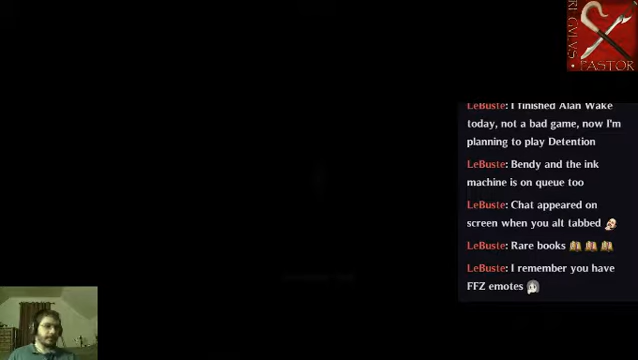 PASTOR
LeBuste: I finished Alan Wake
today, not a bad game, now I'm
planning to play Detention
LeBuste: Bendy and the ink
machine is on queue too
LeBuste: Chat appeared on
screen when you alt tabbed
LeBuste: Rare books
LeBuste: I remember you have
FFZ emotes